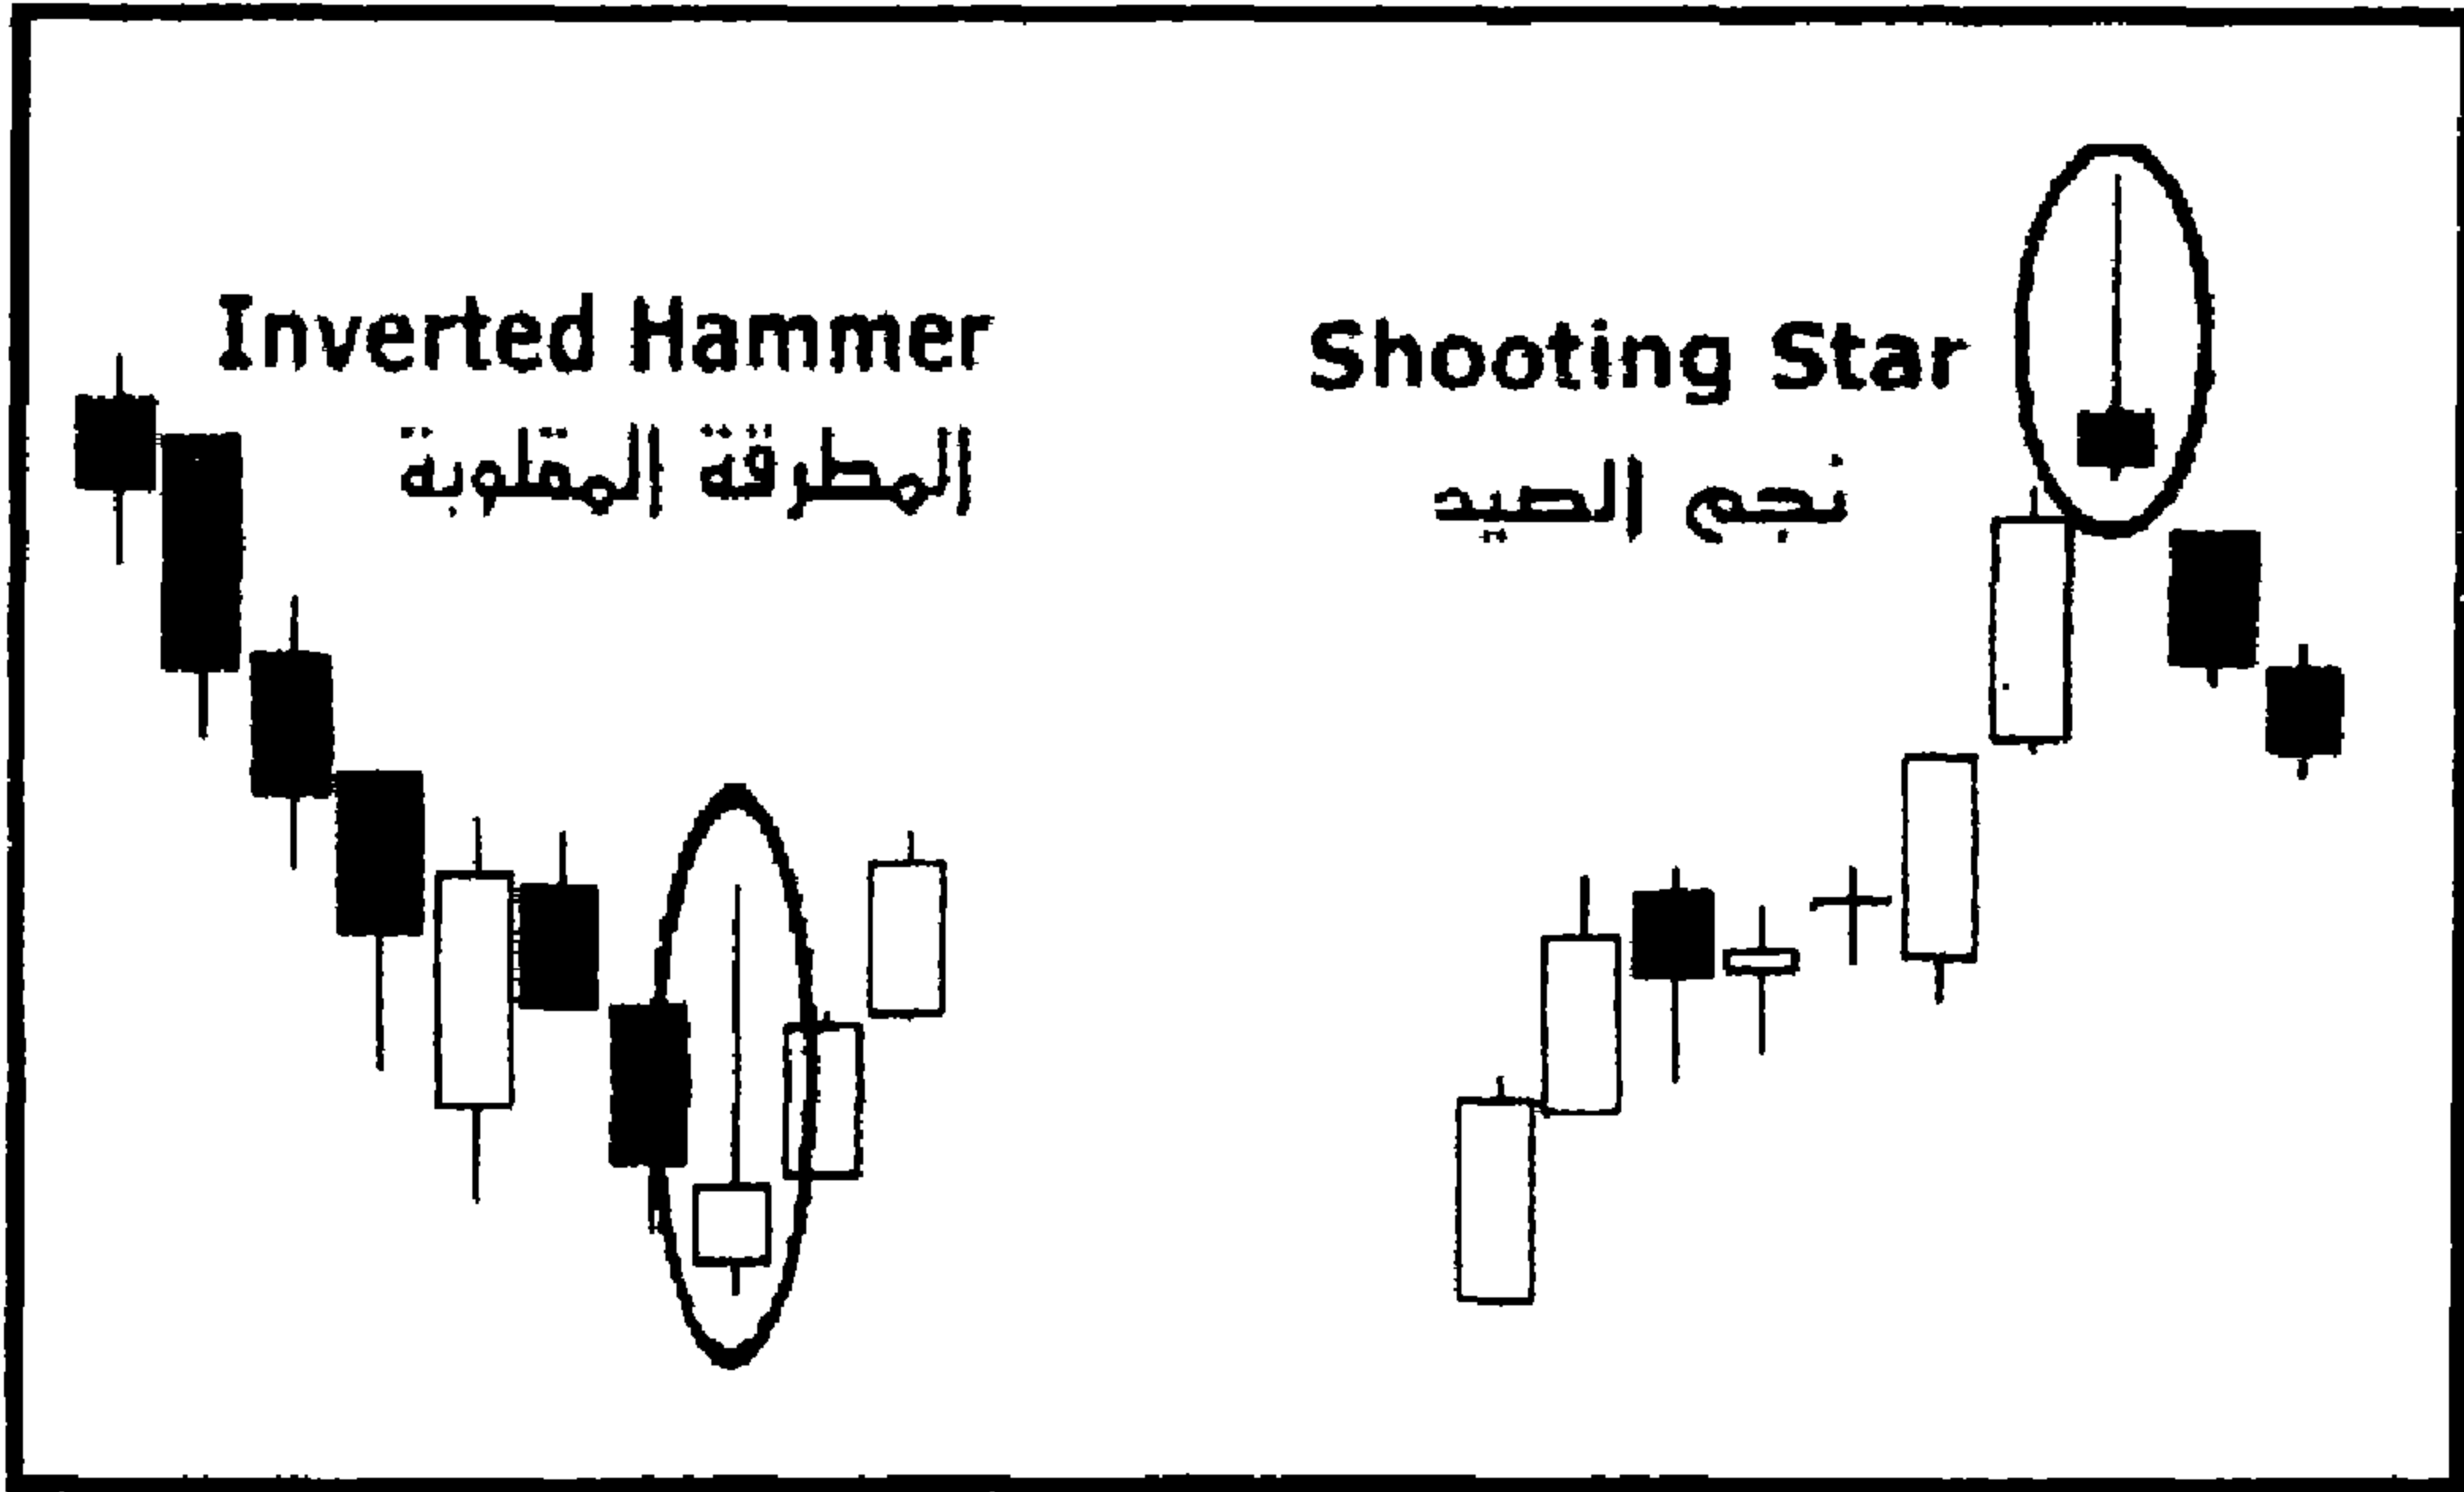 Inverted Hammer
المطرقة المقلوبة
Shooting Star
نجم الصيد